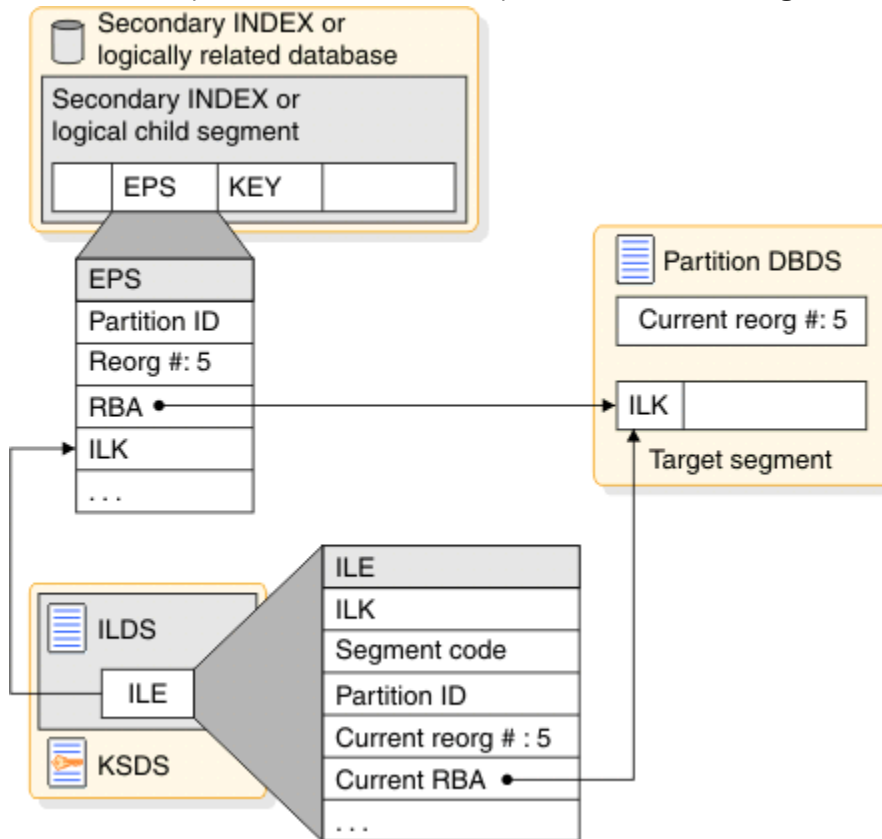 Secondary INDEX or
logically related database
Secondary INDEX or
logical child segment
EPS KEY
EPS
Partition ID
Reorg #: 5
RBA
ILK
. . .
Partition DBDS
Current reorg #: 5
ILK
Target segment
ILDS
ILE
KSDS
ILE
ILK
Segment code
Partition ID
Current reorg # : 5
Current RBA
. . .